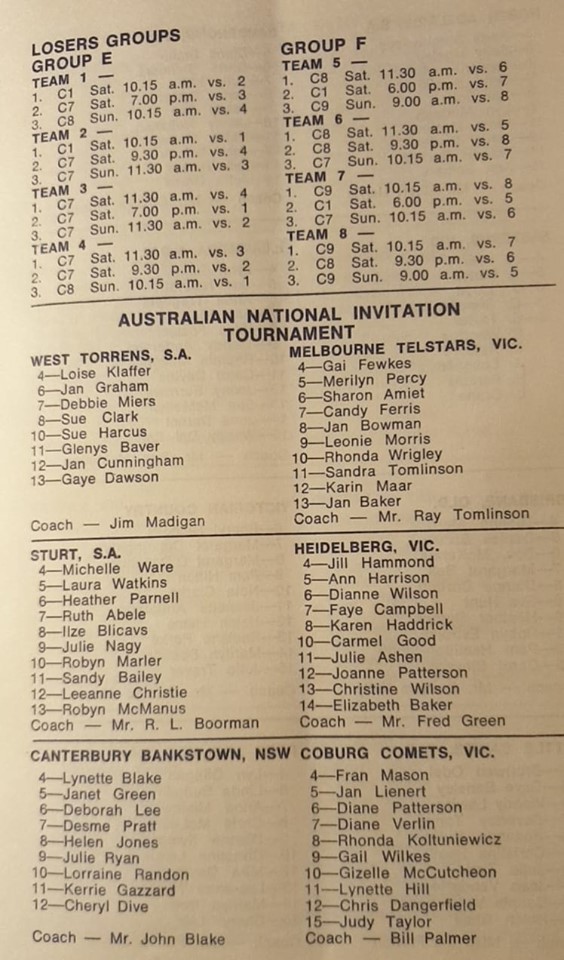 LOSERS GROUPS
GROUP E
TEAM 1 —
1. C1 Sat. 10.15 a.m. vs. 2
2. C7 Sat. 7.00 p.m. vs. 3
3. C8 Sun. 10.15 a.m. vs. 4
TEAM 2 —
1. C1 Sat. 10.15 a.m. vs. 1
2. C7 Sat. 9.30 p.m. vs. 4
3. C7 Sun. 11.30 a.m. vs. 3
TEAM 3 —
1. C7 Sat. 11.30 a.m. vs. 4
2. C7 Sat. 7.00 p.m. vs. 1
3. C7 Sun. 11.30 a.m. vs. 2
TEAM 4 —
1. C7 Sat. 11.30 a.m. vs. 3
2. C7 Sat. 9.30 p.m. vs. 2
3. C8 Sun. 10.15 a.m. vs. 1
GROUP F
TEAM 5 —
1. C8 Sat. 11.30 a.m. vs. 6
2. C1 Sat. 6.00 p.m. vs. 7
3. C9 Sun. 9.00 a.m. vs. 8
TEAM 6 —
1. C8 Sat. 11.30 a.m. vs. 5
2. C8 Sat. 9.30 p.m. vs. 8
3. C7 Sun. 10.15 a.m. vs. 7
TEAM 7 —
1. C9 Sat. 10.15 a.m. vs. 8
2. C1 Sat. 6.00 p.m. vs. 5
3. C7 Sun. 10.15 a.m. vs. 6
TEAM 8 —
1. C9 Sat. 10.15 a.m. vs. 7
2. C8 Sat. 9.30 p.m. vs. 6
3. C9 Sun. 9.00 a.m. vs. 5
AUSTRALIAN NATIONAL INVITATION
TOURNAMENT
WEST TORRENS, S.A.
4—Loise Klaffer
6—Jan Graham
7—Debbie Miers
8—Sue Clark
10—Sue Harcus
11—Glenys Baver
12—Jan Cunningham
13—Gaye Dawson
Coach — Jim Madigan
MELBOURNE TELSTARS, VIC.
4—Gai Fewkes
5—Merilyn Percy
6—Sharon Amiet
7—Candy Ferris
8—Jan Bowman
9—Leonie Morris
10—Rhonda Wrigley
11—Sandra Tomlinson
12—Karin Maar
13—Jan Baker
Coach — Mr. Ray Tomlinson
STURT, S.A.
4—Michelle Ware
5—Laura Watkins
6—Heather Parnell
7—Ruth Abele
8—Ilze Blicavs
9—Julie Nagy
10—Robyn Marler
11—Sandy Bailey
12—Leeanne Christie
13—Robyn McManus
Coach — Mr. R. L. Boorman
HEIDELBERG, VIC.
4—Jill Hammond
5—Ann Harrison
6—Dianne Wilson
7—Faye Campbell
8—Karen Haddrick
10—Carmel Good
11—Julie Ashen
12—Joanne Patterson
13—Christine Wilson
14—Elizabeth Baker
Coach — Mr. Fred Green
CANTERBURY BANKSTOWN, NSW
4—Lynette Blake
5—Janet Green
6—Deborah Lee
7—Desme Pratt
8—Helen Jones
9—Julie Ryan
10—Lorraine Randon
11—Kerrie Gazzard
12—Cheryl Dive
Coach — Mr. John Blake
COBURG COMETS, VIC.
4—Fran Mason
5—Jan Lienert
6—Diane Patterson
7—Diane Verlin
8—Rhonda Koltuniewicz
9—Gail Wilkes
10—Gizelle McCutcheon
11—Lynette Hill
12—Chris Dangerfield
15—Judy Taylor
Coach — Bill Palmer